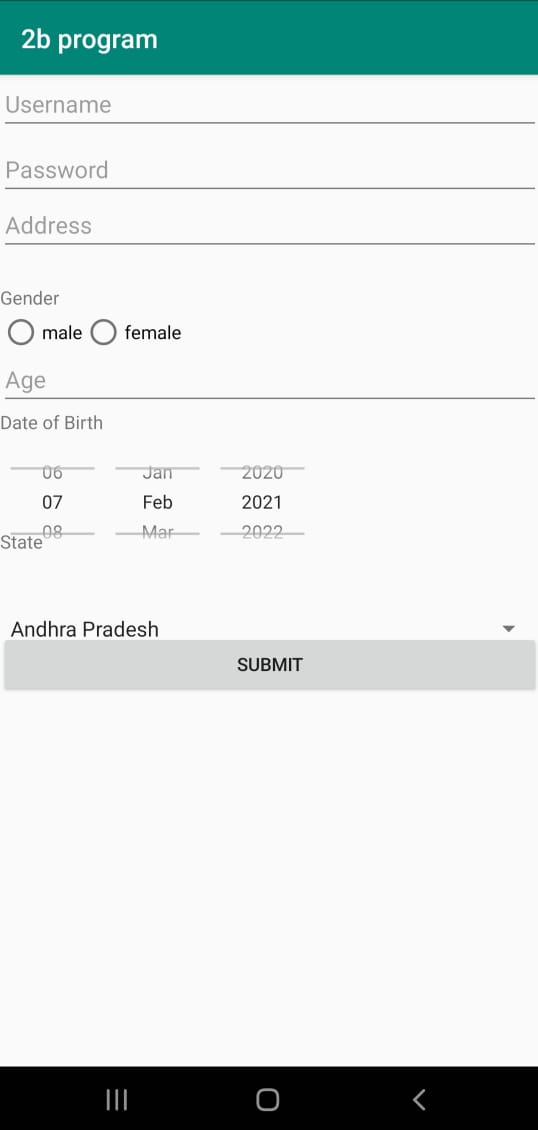 2b program
Username
Password
Address
Gender
male female
Age
Date of Birth
06 Jan 2020
07 Feb 2021
08 Mar 2022
State
Andhra Pradesh
SUBMIT